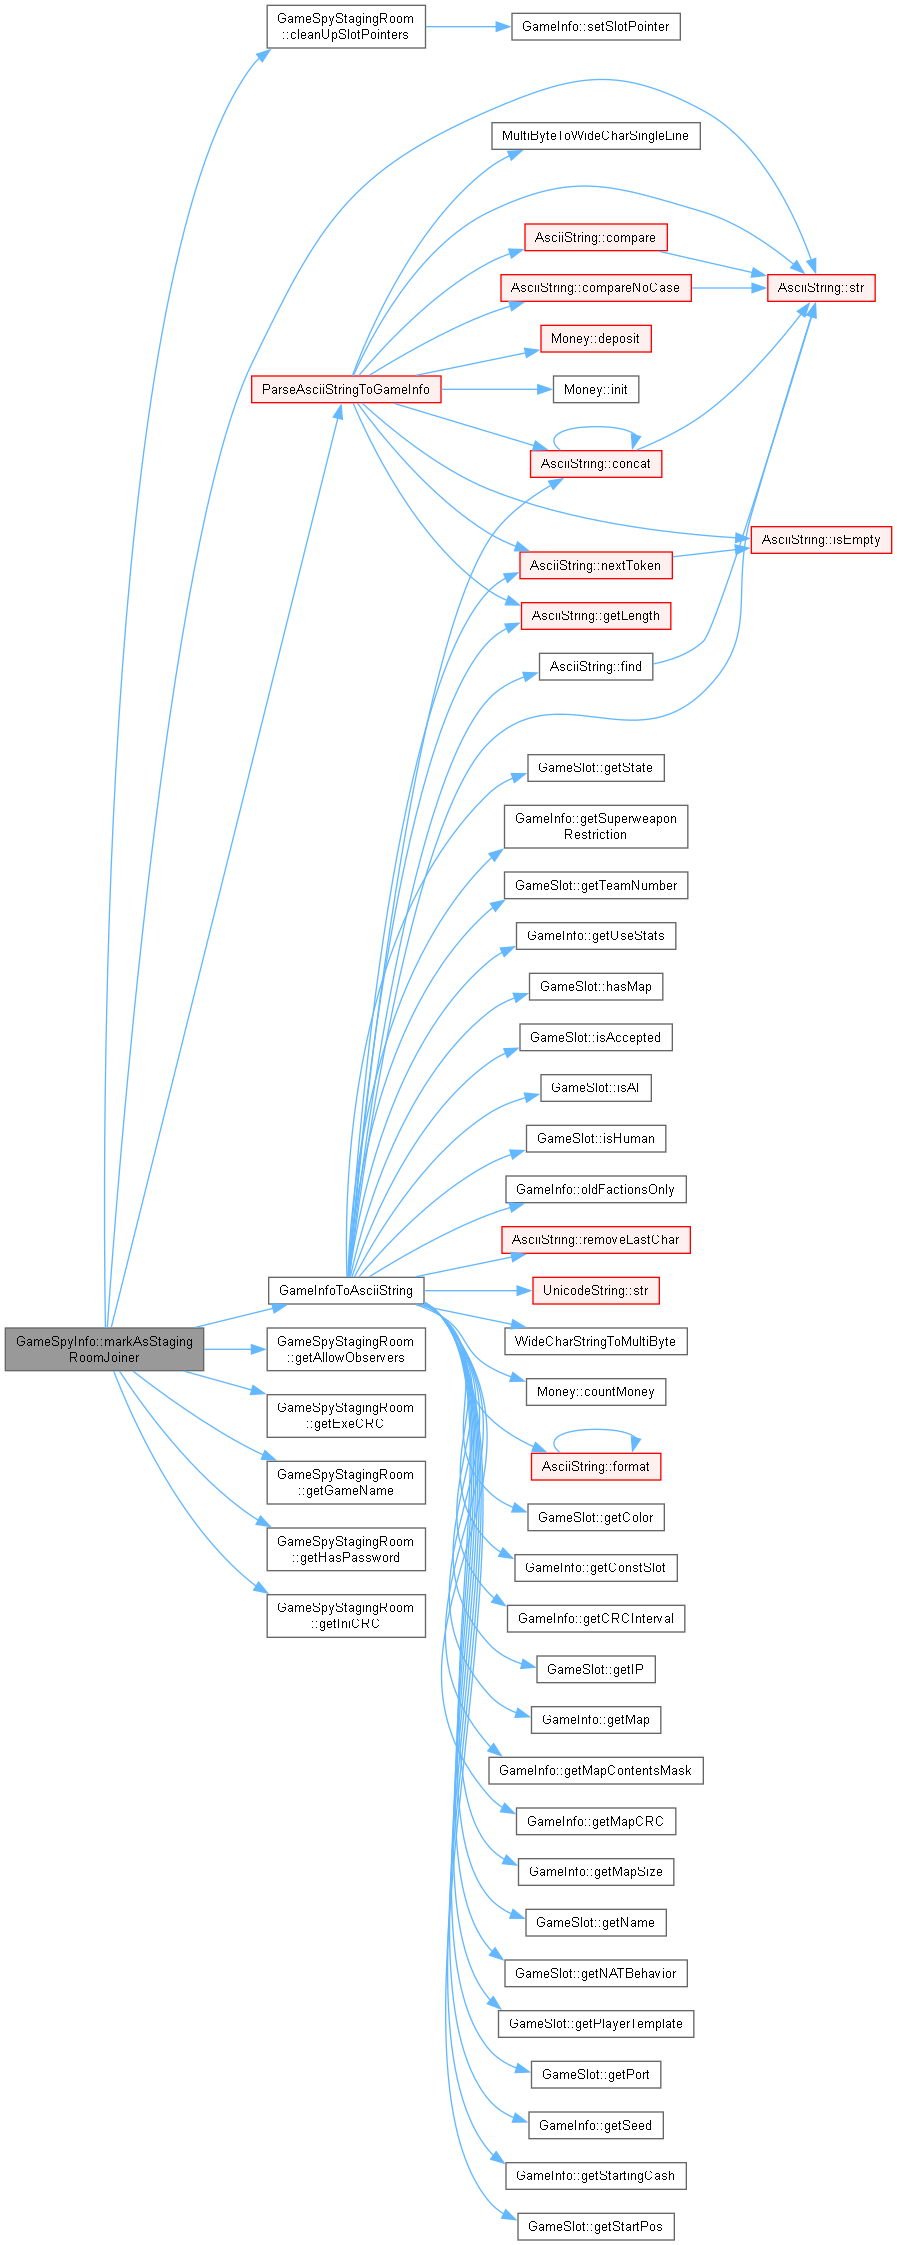 GameSpyStagingRoom
::cleanUpSlotPointers
GameInfo::setSlotPointer
MultiByteToWideCharSingleLine
AsciiString::compare
AsciiString::compareNoCase
AsciiString::str
Money::deposit
ParseAsciiStringToGameInfo
Money::init
AsciiString::concat
AsciiString::isEmpty
AsciiString::nextToken
AsciiString::getLength
AsciiString::find
GameSlot::getState
GameInfo::getSuperweapon
Restriction
GameSlot::getTeamNumber
GameInfo::getUseStats
GameSlot::hasMap
GameSlot::isAccepted
GameSlot::isAI
GameSlot::isHuman
GameInfo::oldFactionsOnly
AsciiString::removeLastChar
GameInfoToAsciiString
UnicodeString::str
GameSpyInfo::markAsStaging
RoomJoiner
GameSpyStagingRoom
::getAllowObservers
WideCharStringToMultiByte
Money::countMoney
GameSpyStagingRoom
::getExeCRC
AsciiString::format
GameSpyStagingRoom
::getGameName
GameSlot::getColor
GameSpyStagingRoom
::getHasPassword
GameInfo::getConstSlot
GameSpyStagingRoom
::getIniCRC
GameInfo::getCRCInterval
GameSlot::getIP
GameInfo::getMap
GameInfo::getMapContentsMask
GameInfo::getMapCRC
GameInfo::getMapSize
GameSlot::getName
GameSlot::getNATBehavior
GameSlot::getPlayerTemplate
GameSlot::getPort
GameInfo::getSeed
GameInfo::getStartingCash
GameSlot::getStartPos